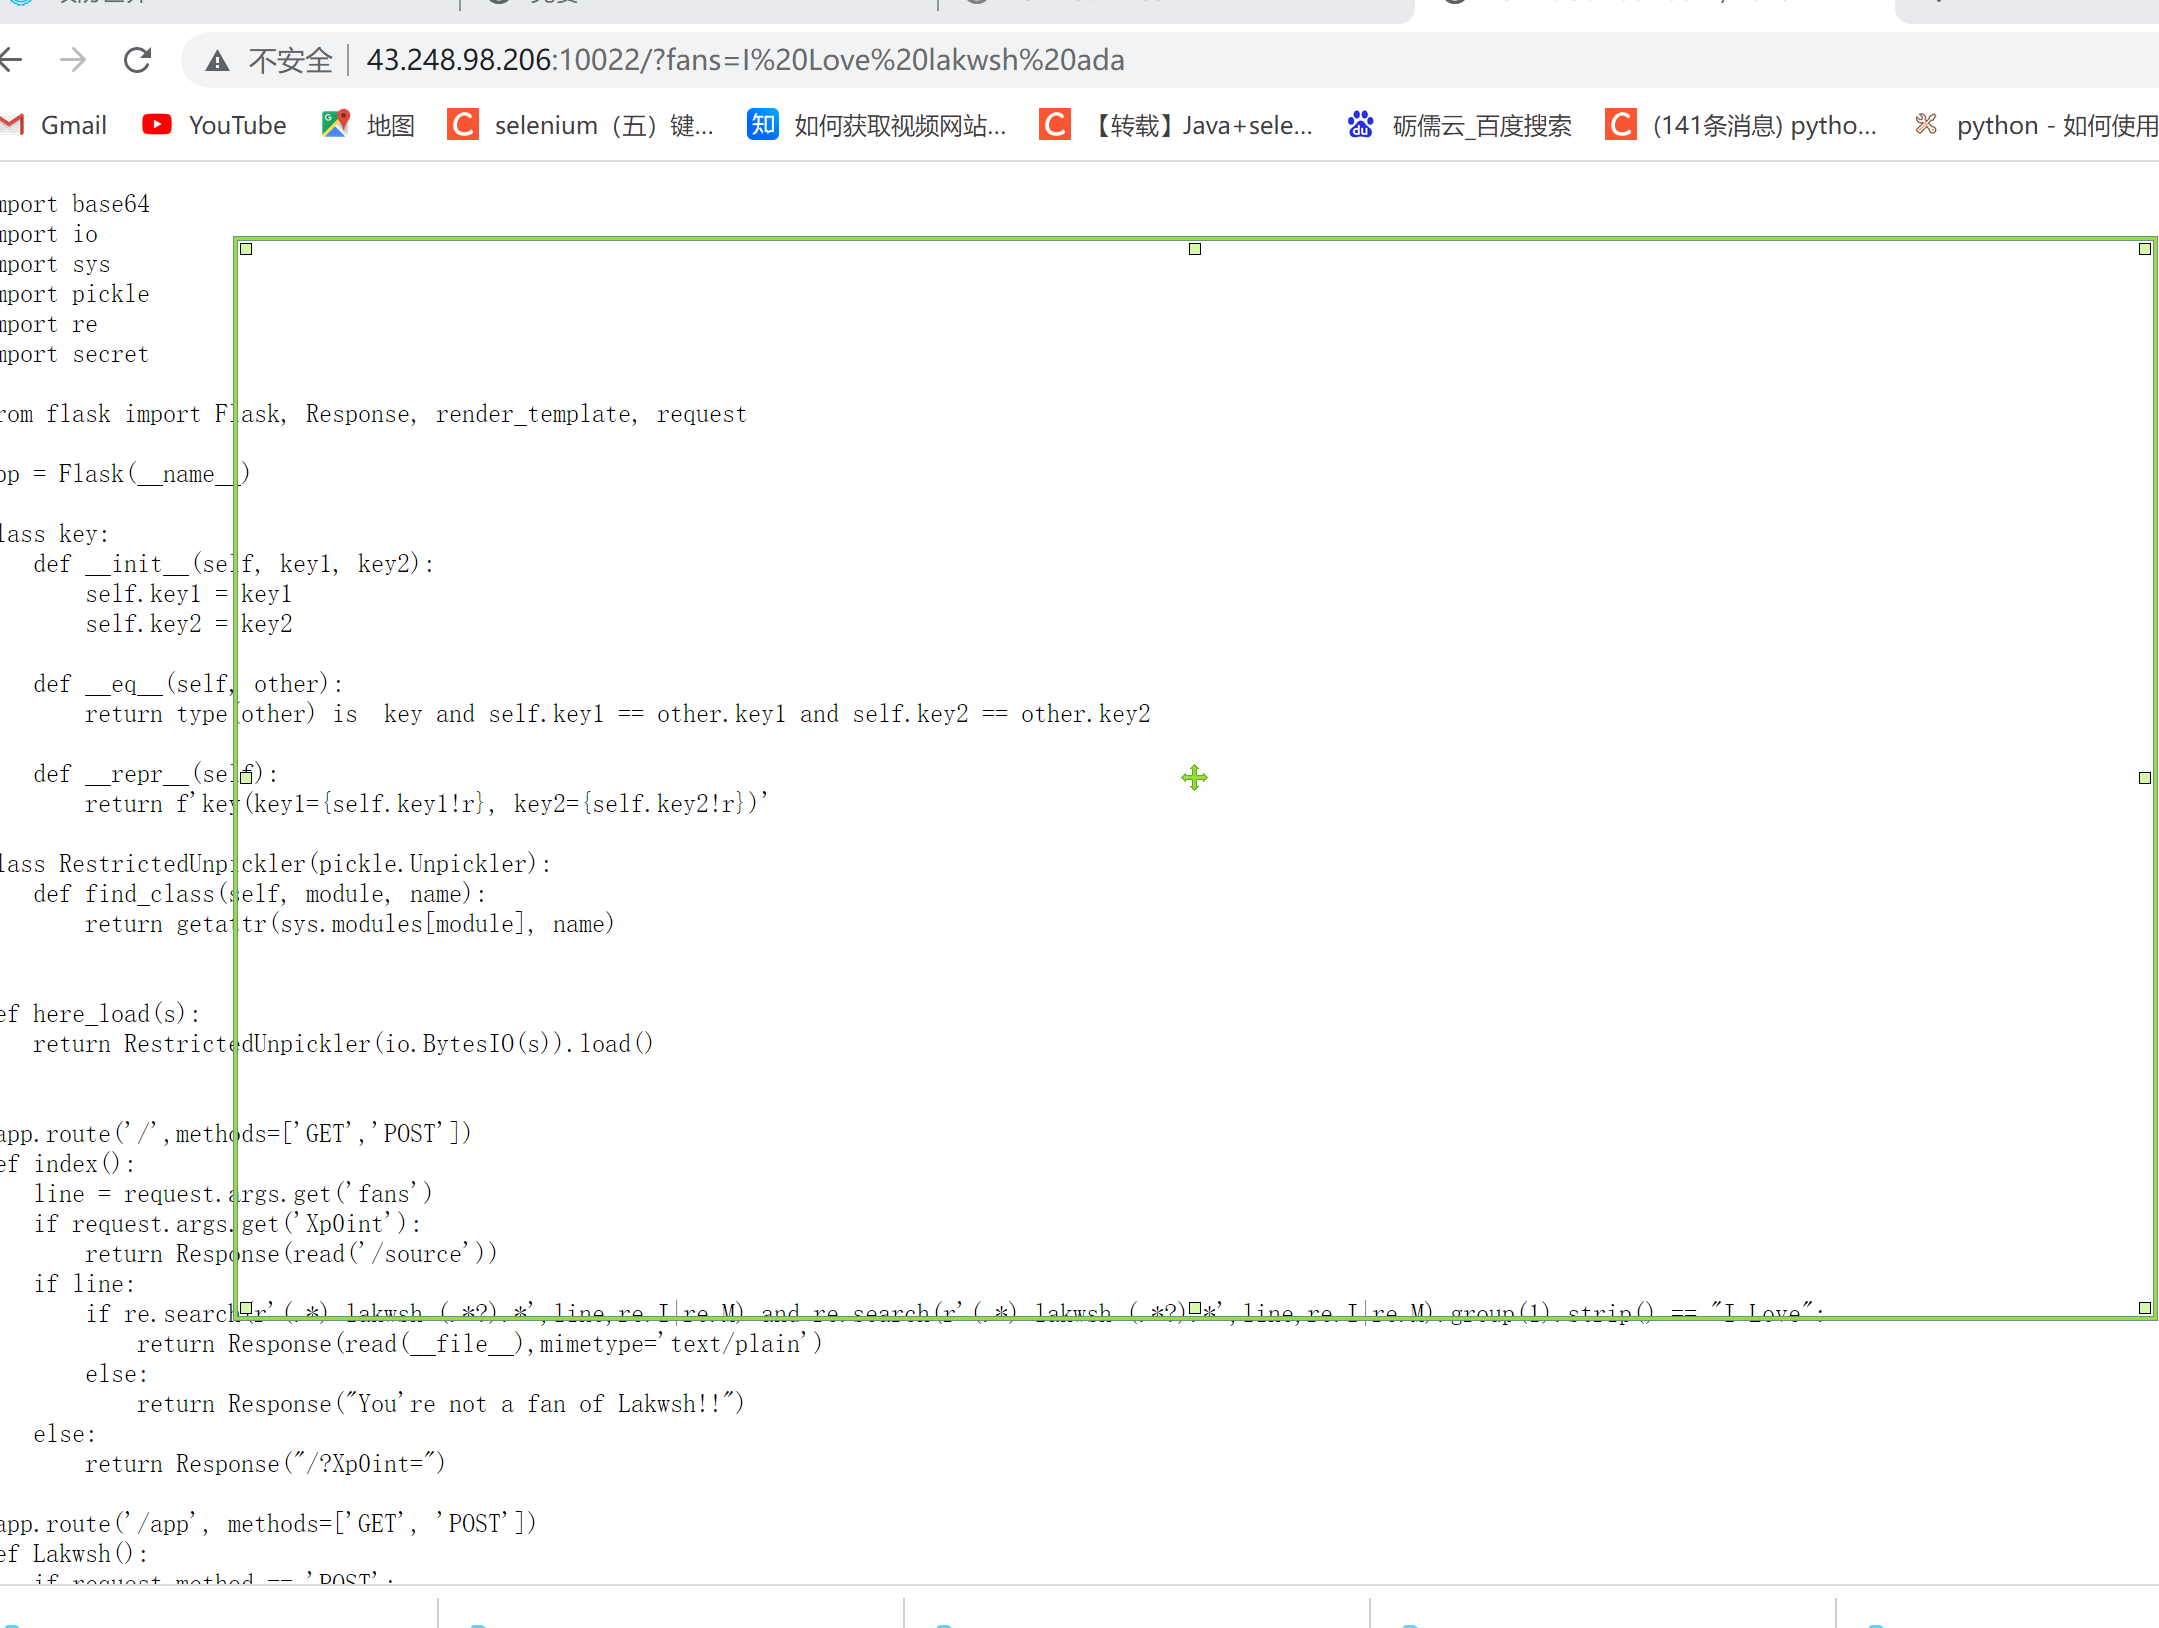 不安全 43.248.98.206:10022/?fans=I%20Love%20lakwsh%20ada
Gmail YouTube 地图 selenium（五）键... 知 如何获取视频网站... 【转载】Java+sele... 砺儒云_百度搜索 (141条消息) pytho... python - 如何使用
mport base64
mport io
mport sys
mport pickle
mport re
mport secret
rom flask import Flask, Response, render_template, request
pp = Flask(__name__)
lass key:
def __init__(self, key1, key2):
self.key1 = key1
self.key2 = key2
def __eq__(self, other):
return type(other) is  key and self.key1 == other.key1 and self.key2 == other.key2
def __repr__(self):
return f'key(key1={self.key1!r}, key2={self.key2!r})'
lass RestrictedUnpickler(pickle.Unpickler):
def find_class(self, module, name):
return getattr(sys.modules[module], name)
ef here_load(s):
return RestrictedUnpickler(io.BytesIO(s)).load()
app.route('/',methods=['GET','POST'])
ef index():
line = request.args.get('fans')
if request.args.get('Xp0int'):
return Response(read('/source'))
if line:
if re.search(r'(.*) lakwsh (.*?).*',line,re.I|re.M) and re.search(r'(.*) lakwsh (.*?).*',line,re.I|re.M).group(1).strip() == "I Love":
return Response(read(__file__),mimetype='text/plain')
else:
return Response("You're not a fan of Lakwsh!!")
else:
return Response("/?Xp0int=")
app.route('/app', methods=['GET', 'POST'])
ef Lakwsh():
if request.method == 'POST':